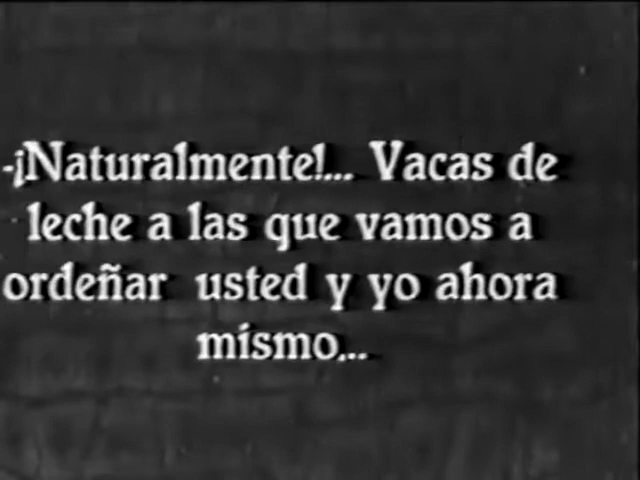 -¡Naturalmente!... Vacas de
leche a las que vamos a
ordeñar usted y yo ahora
mismo...